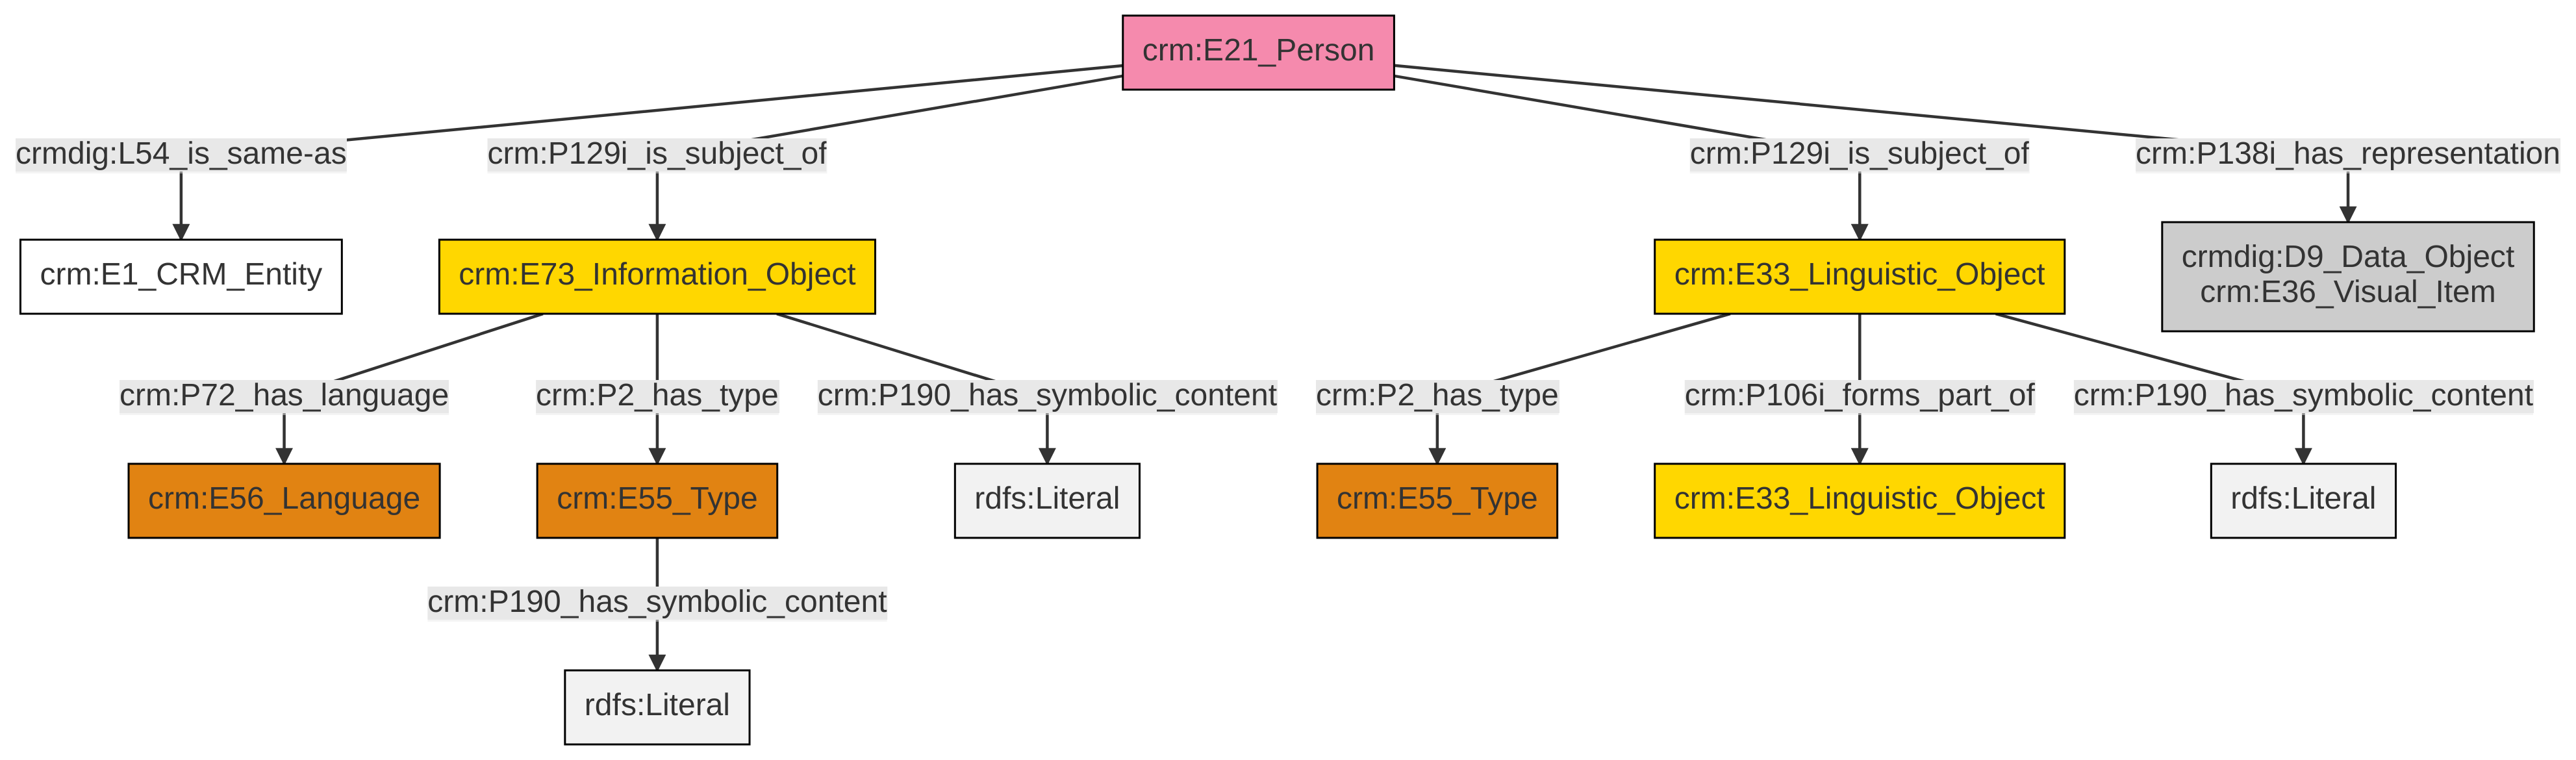 crm:E21_Person
crmdig:L54_is_same-as
crm:P129i_is_subject_of
crm:P129i_is_subject_of
crm:P138i_has_representation
crm:E1_CRM_Entity
crm:E73_Information_Object
crm:E33_Linguistic_Object
crmdig:D9_Data_Object
crm:E36_Visual_Item
crm:P72_has_language
crm:P2_has_type
crm:P190_has_symbolic_content
crm:P2_has_type
crm:P106i_forms_part_of
crm:P190_has_symbolic_content
crm:E56_Language
crm:E55_Type
rdfs:Literal
crm:E55_Type
crm:E33_Linguistic_Object
rdfs:Literal
crm:P190_has_symbolic_content
rdfs:Literal